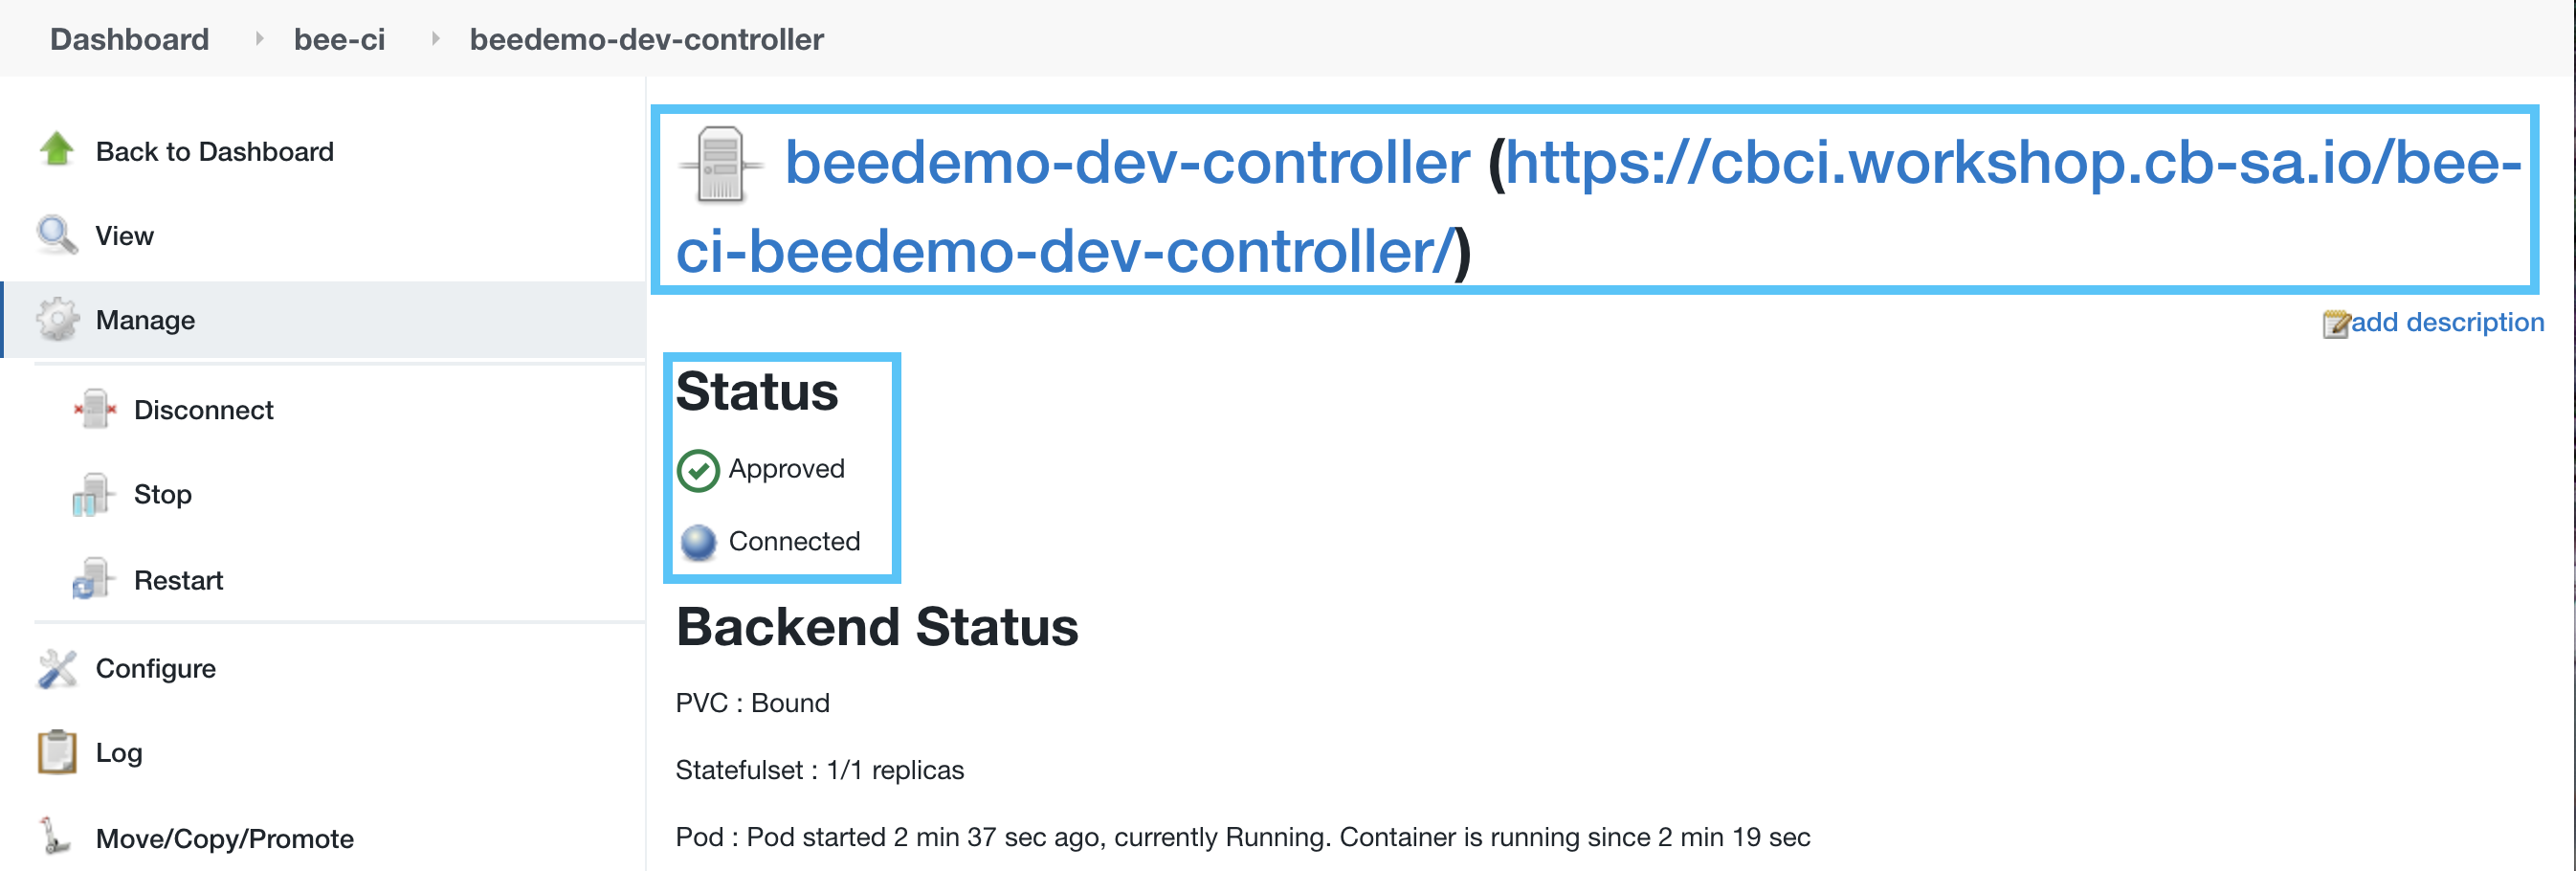 Dashboard bee-ci beedemo-dev-controller
Back to Dashboard
View
Manage
Disconnect
Stop
Restart
Configure
Log
Move/Copy/Promote
beedemo-dev-controller (https://cbci.workshop.cb-sa.io/bee-
ci-beedemo-dev-controller/)
add description
Status
Approved
Connected
Backend Status
PVC : Bound
Statefulset : 1/1 replicas
Pod : Pod started 2 min 37 sec ago, currently Running. Container is running since 2 min 19 sec